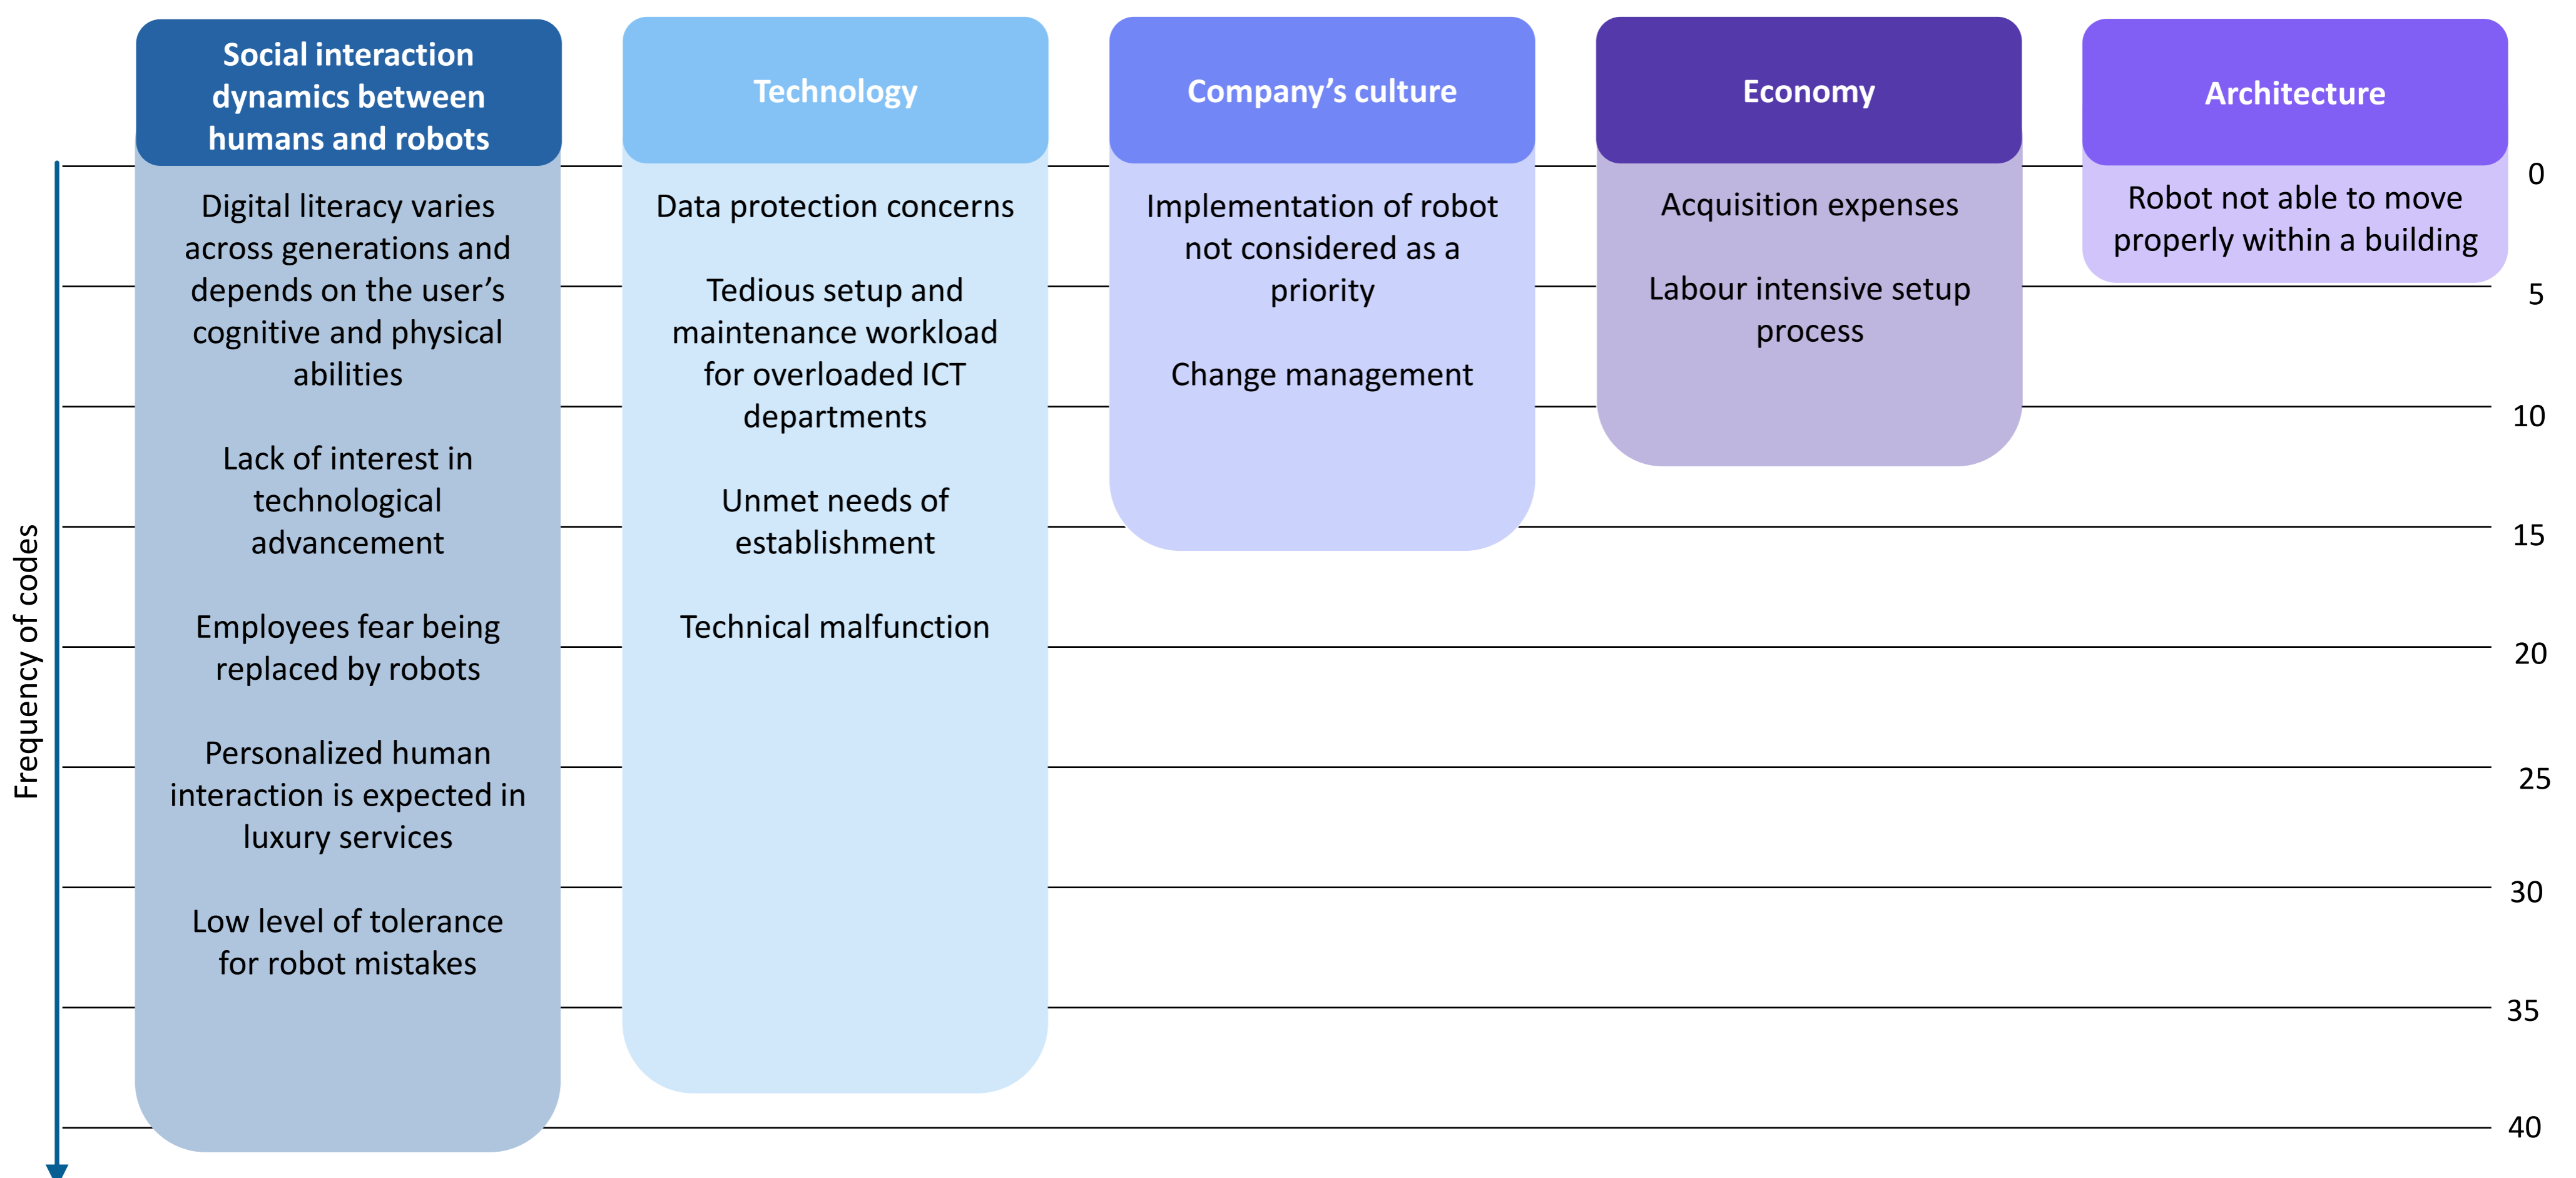 Social interaction
dynamics between
humans and robots
Digital literacy varies
across generations and
depends on the user’s
cognitive and physical
abilities
Lack of interest in
technological
advancement
Employees fear being
replaced by robots
Personalized human
interaction is expected in
luxury services
Low level of tolerance
for robot mistakes
Technology
Data protection concerns
Tedious setup and
maintenance workload
for overloaded ICT
departments
Unmet needs of
establishment
Technical malfunction
Company’s culture
Implementation of robot
not considered as a
priority
Change management
Economy
Acquisition expenses
Labour intensive setup
process
Architecture
Robot not able to move
properly within a building
Frequency of codes
0
5
10
15
20
25
30
35
40